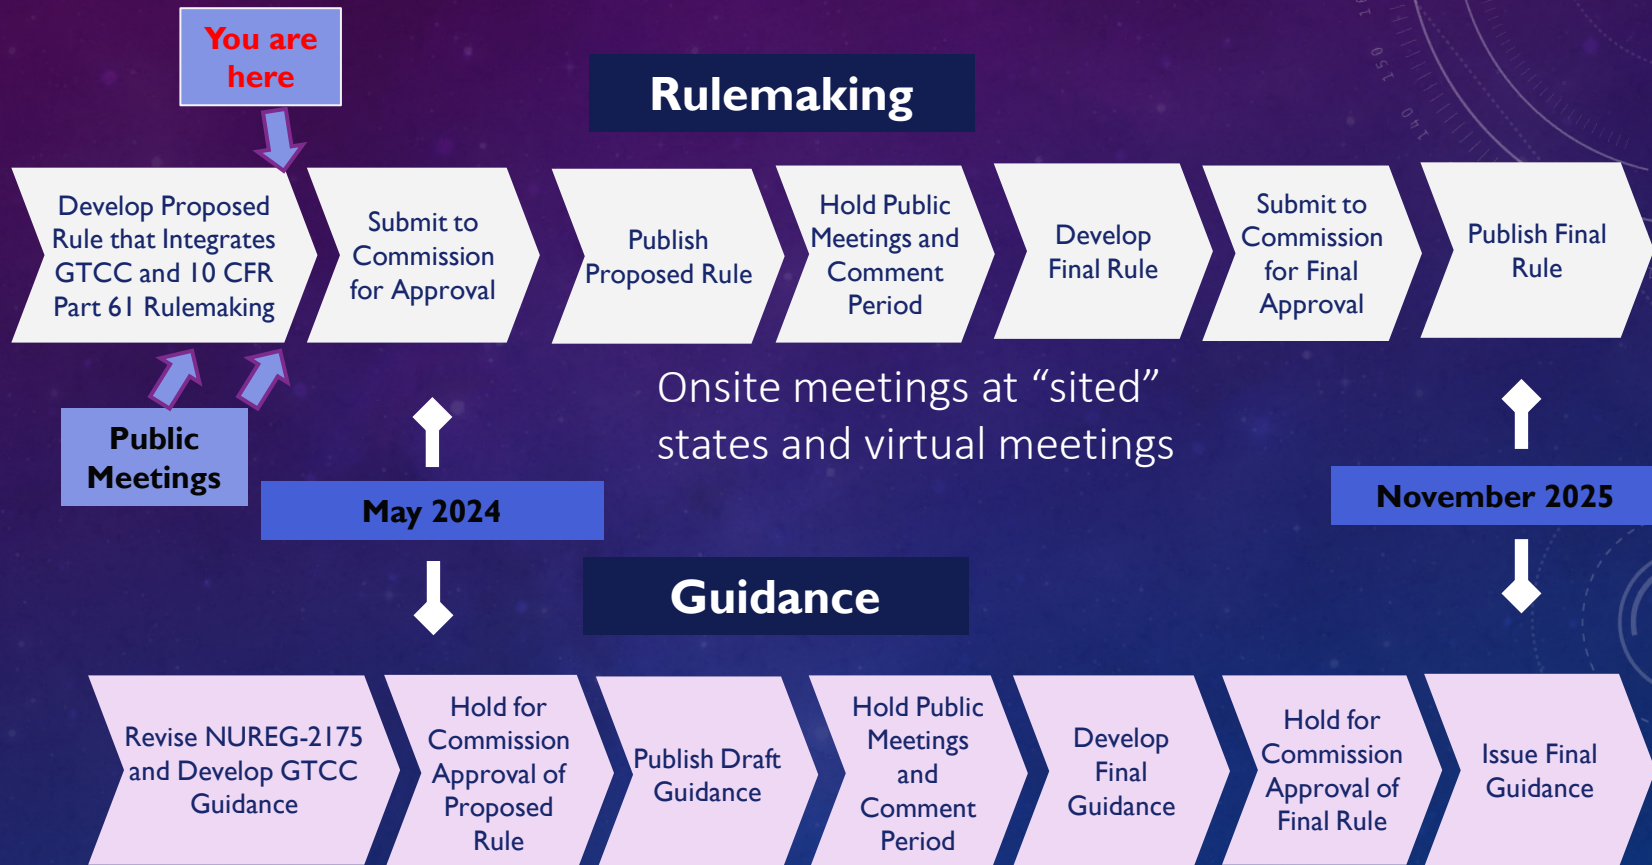 You are
here
Rulemaking
Develop Proposed
Rule that Integrates
GTCC and 10 CFR
Part 61 Rulemaking
Submit to
Commission
for Approval
Publish
Proposed Rule
Hold Public
Meetings and
Comment
Period
Develop
Final Rule
Submit to
Commission
for Final
Approval
Publish Final
Rule
Public
Meetings
Onsite meetings at “sited”
states and virtual meetings
May 2024
November 2025
Guidance
Revise NUREG-2175
and Develop GTCC
Guidance
Hold for
Commission
Approval of
Proposed
Rule
Publish Draft
Guidance
Hold Public
Meetings
and
Comment
Period
Develop
Final
Guidance
Hold for
Commission
Approval of
Final Rule
Issue Final
Guidance
160
150
140